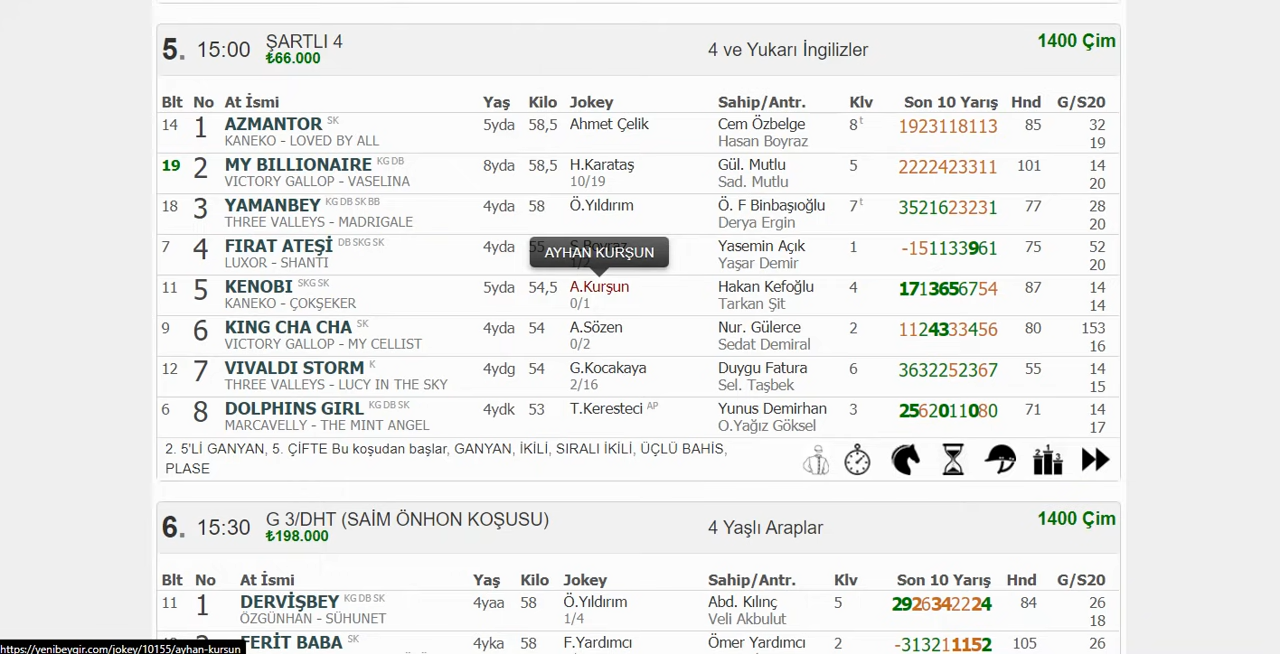 5. 15:00 ŞARTLI 4 4 ve Yukarı İngilizler 1400 Çim
₺66.000
Blt No At İsmi Yaş Kilo Jokey Sahip/Antr. Klv Son 10 Yarış Hnd G/S20
14 1 AZMANTOR SK 5yda 58,5 Ahmet Çelik Cem Özbelge 8 t 1923118113 85 32
KANEKO - LOVED BY ALL Hasan Boyraz 19
19 2 MY BILLIONAIRE KG DB 8yda 58,5 H.Karataş Gül. Mutlu 5 2222423311 101 14
VICTORY GALLOP - VASELINA 10/19 Sad. Mutlu 20
18 3 YAMANBEY KG DB SK BB 4yda 58 Ö.Yıldırım Ö. F Binbaşıoğlu 7 t 3521623231 77 28
THREE VALLEYS - MADRIGALE Derya Ergin 20
7 4 FIRAT ATEŞİ DB SKG SK 4yda 55 S.Boyraz Yasemin Açık 1 -151133961 75 52
LUXOR - SHANTI 1/2 Yaşar Demir 20
AYHAN KURŞUN
11 5 KENOBI SKG SK 5yda 54,5 A.Kurşun Hakan Kefoğlu 4 1713656754 87 14
KANEKO - ÇOKŞEKER 0/1 Tarkan Şit 14
9 6 KING CHA CHA SK 4yda 54 A.Sözen Nur. Gülerce 2 1124333456 80 153
VICTORY GALLOP - MY CELLIST 0/2 Sedat Demiral 16
12 7 VIVALDI STORM K 4ydg 54 G.Kocakaya Duygu Fatura 6 3632252367 55 14
THREE VALLEYS - LUCY IN THE SKY 2/16 Sel. Taşbek 15
6 8 DOLPHINS GIRL KG DB SK 4ydk 53 T.Keresteci AP Yunus Demirhan 3 2562011080 71 14
MARCAVELLY - THE MINT ANGEL O.Yağız Göksel 17
2. 5'Lİ GANYAN, 5. ÇİFTE Bu koşudan başlar, GANYAN, İKİLİ, SIRALI İKİLİ, ÜÇLÜ BAHİS,
PLASE
6. 15:30 G 3/DHT (SAİM ÖNHON KOŞUSU) 4 Yaşlı Araplar 1400 Çim
₺198.000
Blt No At İsmi Yaş Kilo Jokey Sahip/Antr. Klv Son 10 Yarış Hnd G/S20
11 1 DERVİŞBEY KG DB SK 4yaa 58 Ö.Yıldırım Abd. Kılınç 5 2926342224 84 26
ÖZGÜNHAN - SÜHUNET 1/4 Veli Akbulut 18
FERİT BABA SK 4yka 58 F.Yardımcı Ömer Yardımcı 2 -313211152 105 26
https://yenibeygir.com/jokey/10155/ayhan-kursun